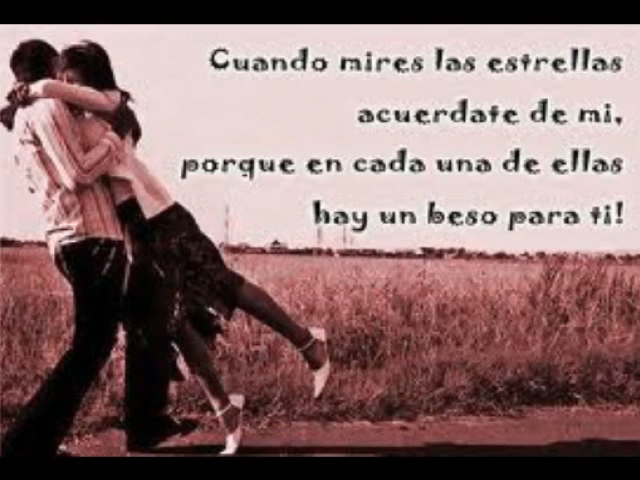 Cuando mires las estrellas
acuerdate de mi,
porque en cada una de ellas
hay un beso para ti!